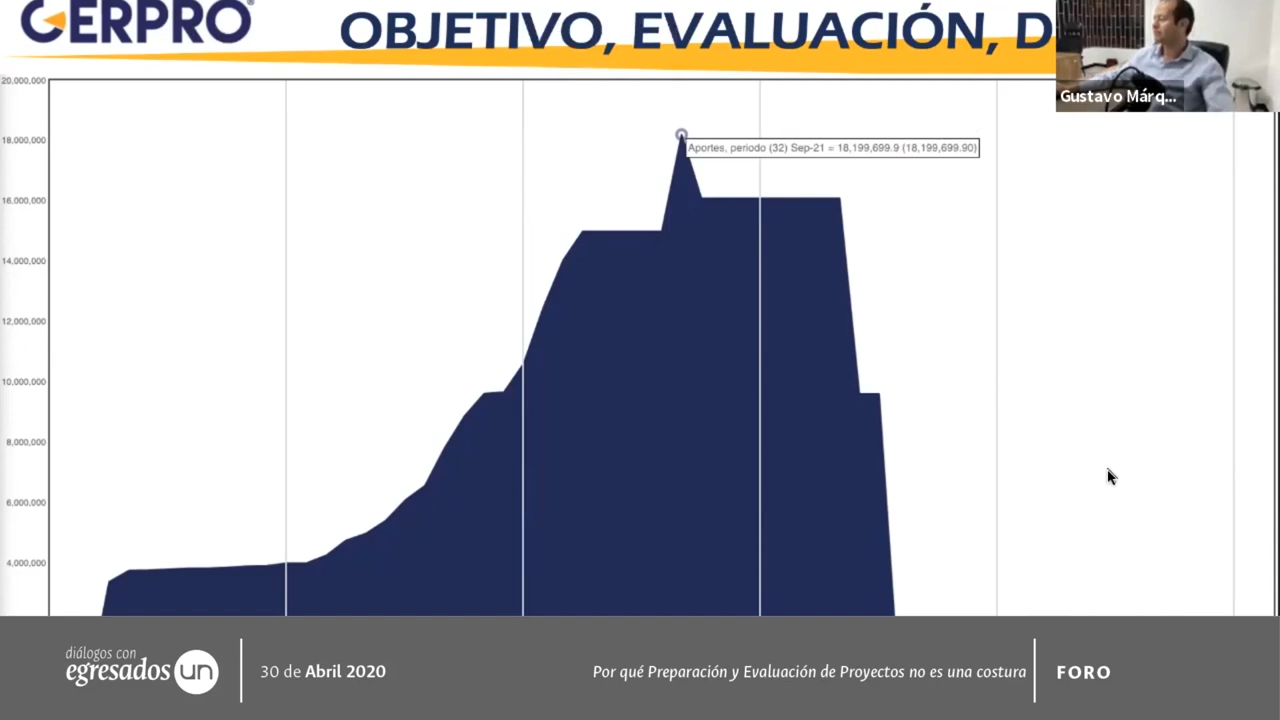 GERPRO®
OBJETIVO, EVALUACIÓN, D
Gustavo Márq...
20,000,000
18,000,000
Aportes, periodo (32) Sep-21 = 18,199,699.9 (18,199,699.90)
16,000,000
14,000,000
12,000,000
10,000,000
8,000,000
6,000,000
4,000,000
diálogos con
egresados un
30 de Abril 2020
Por qué Preparación y Evaluación de Proyectos no es una costura
FORO